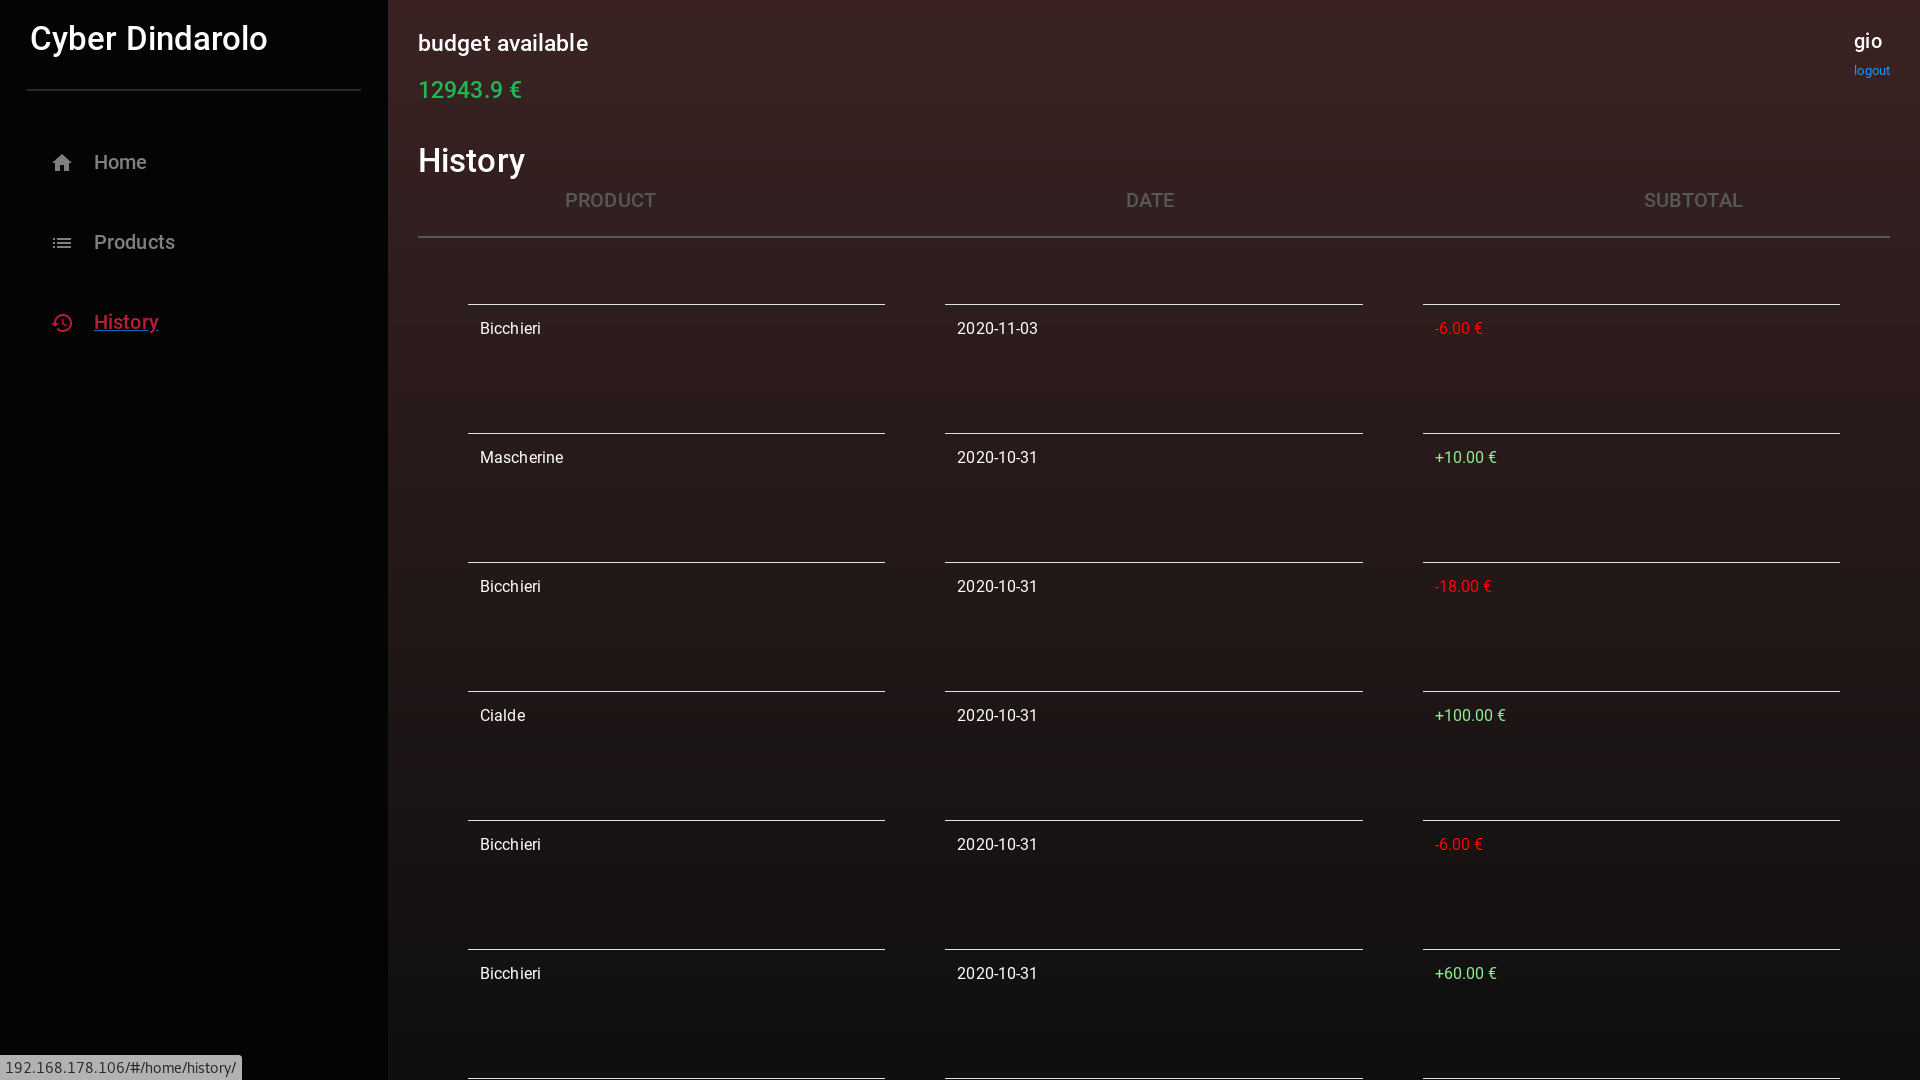 Cyber Dindarolo
Home
Products
History
budget available
12943.9 €
gio
logout
History
PRODUCT DATE SUBTOTAL
Bicchieri 2020-11-03 -6.00 €
Mascherine 2020-10-31 +10.00 €
Bicchieri 2020-10-31 -18.00 €
Cialde 2020-10-31 +100.00 €
Bicchieri 2020-10-31 -6.00 €
Bicchieri 2020-10-31 +60.00 €
192.168.178.106/#/home/history/